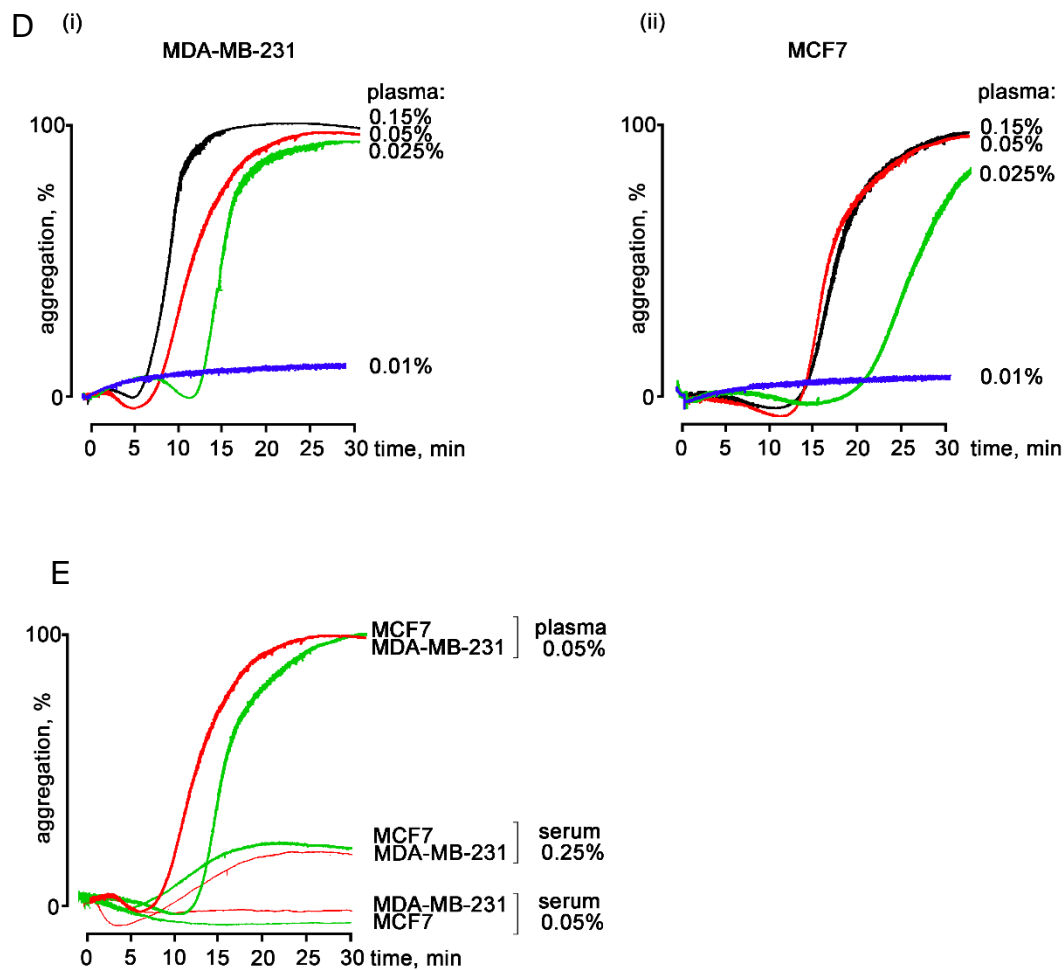 D (i) (ii)
MDA-MB-231 MCF7
plasma:
0.15%
0.05%
0.025%
0.01%
100
0
aggregation, %
0 5 10 15 20 25 30 time, min
plasma:
0.15%
0.05%
0.025%
0.01%
100
0
aggregation, %
0 5 10 15 20 25 30 time, min
E
100
0
aggregation, %
MCF7 ] plasma
MDA-MB-231 0.05%
MCF7 ] serum
MDA-MB-231 0.25%
MDA-MB-231 ] serum
MCF7 0.05%
0 5 10 15 20 25 30 time, min